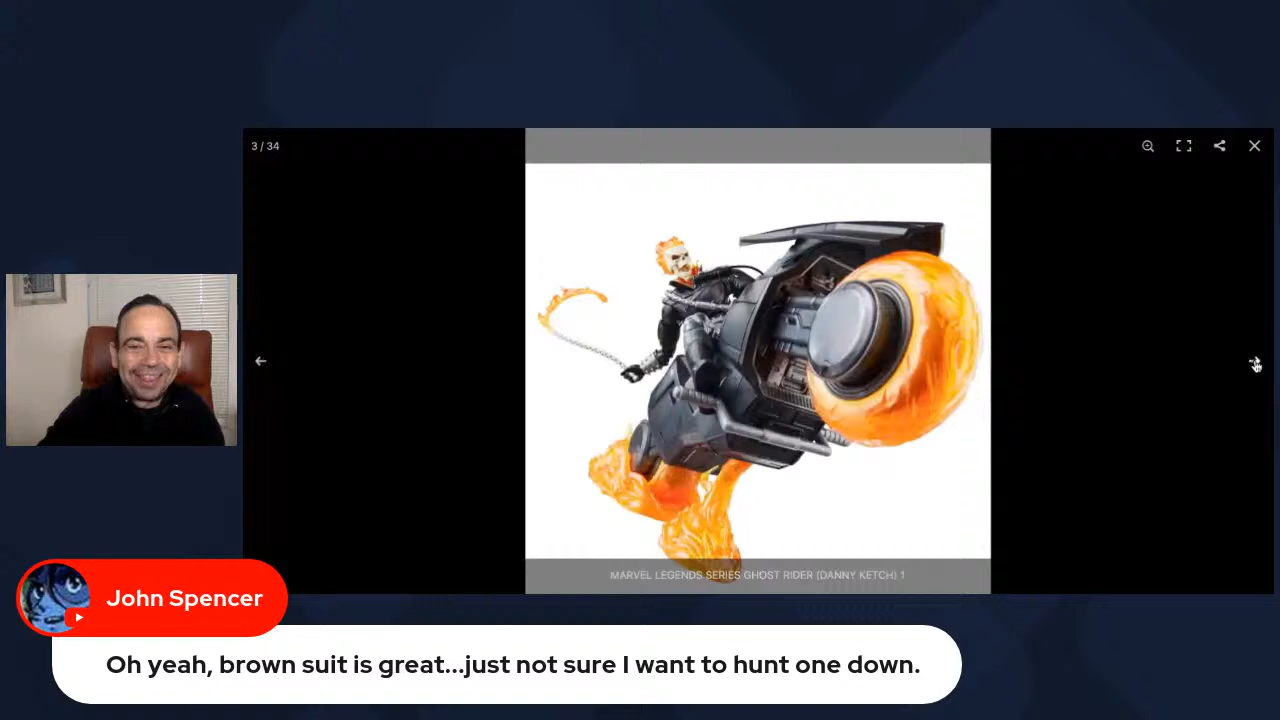 3 / 34
MARVEL LEGENDS SERIES GHOST RIDER (DANNY KETCH) 1
John Spencer
Oh yeah, brown suit is great...just not sure I want to hunt one down.